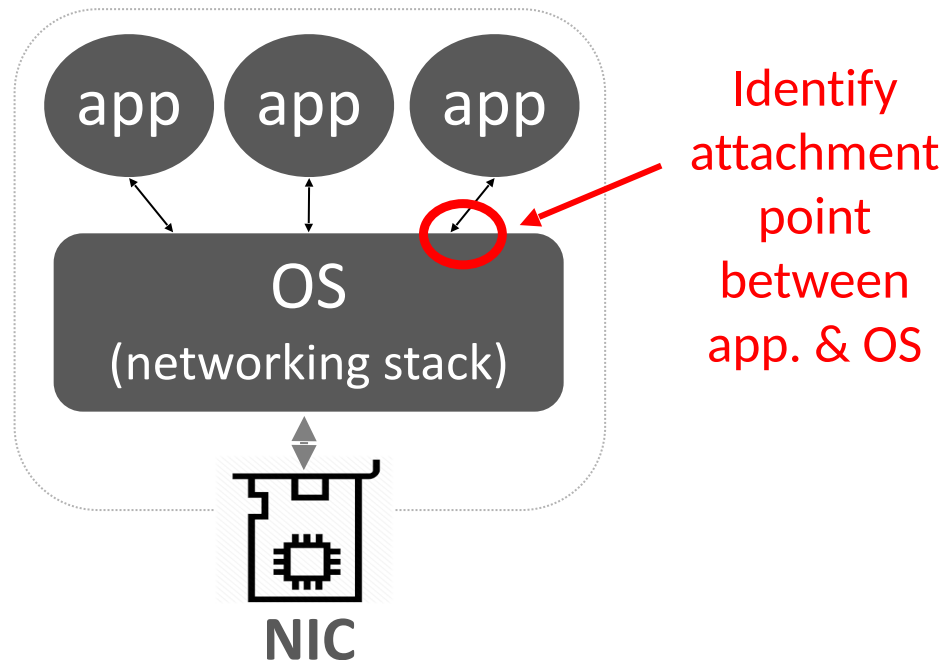 app
app
app
Identify
attachment
point
between
app. & OS
OS
(networking stack)
NIC